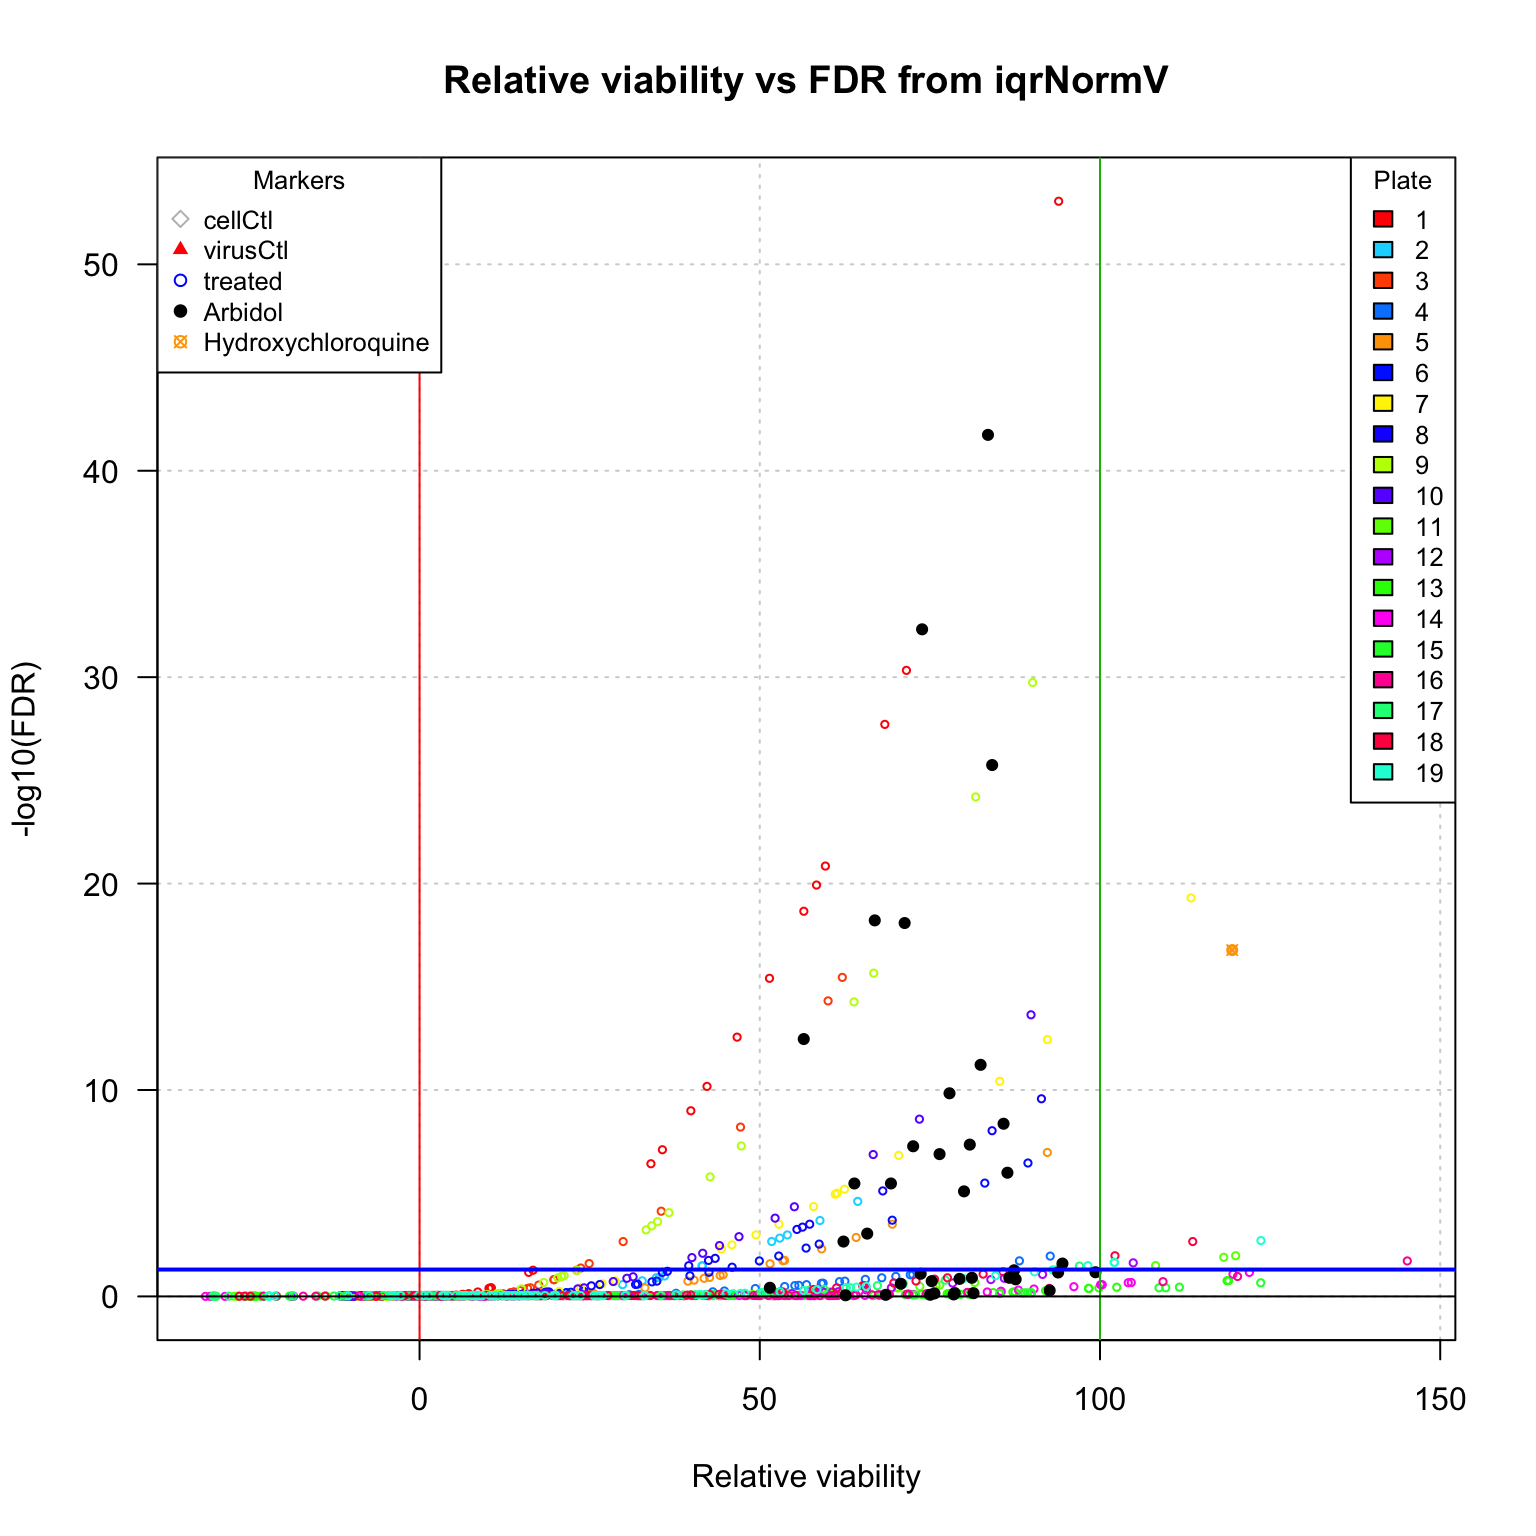 Relative viability vs FDR from iqrNormV
Markers
cellCtl
virusCtl
treated
Arbidol
Hydroxychloroquine
Plate
1
2
3
4
5
6
7
8
9
10
11
12
13
14
15
16
17
18
19
-log10(FDR)
50
40
30
20
10
0
0 50 100 150
Relative viability